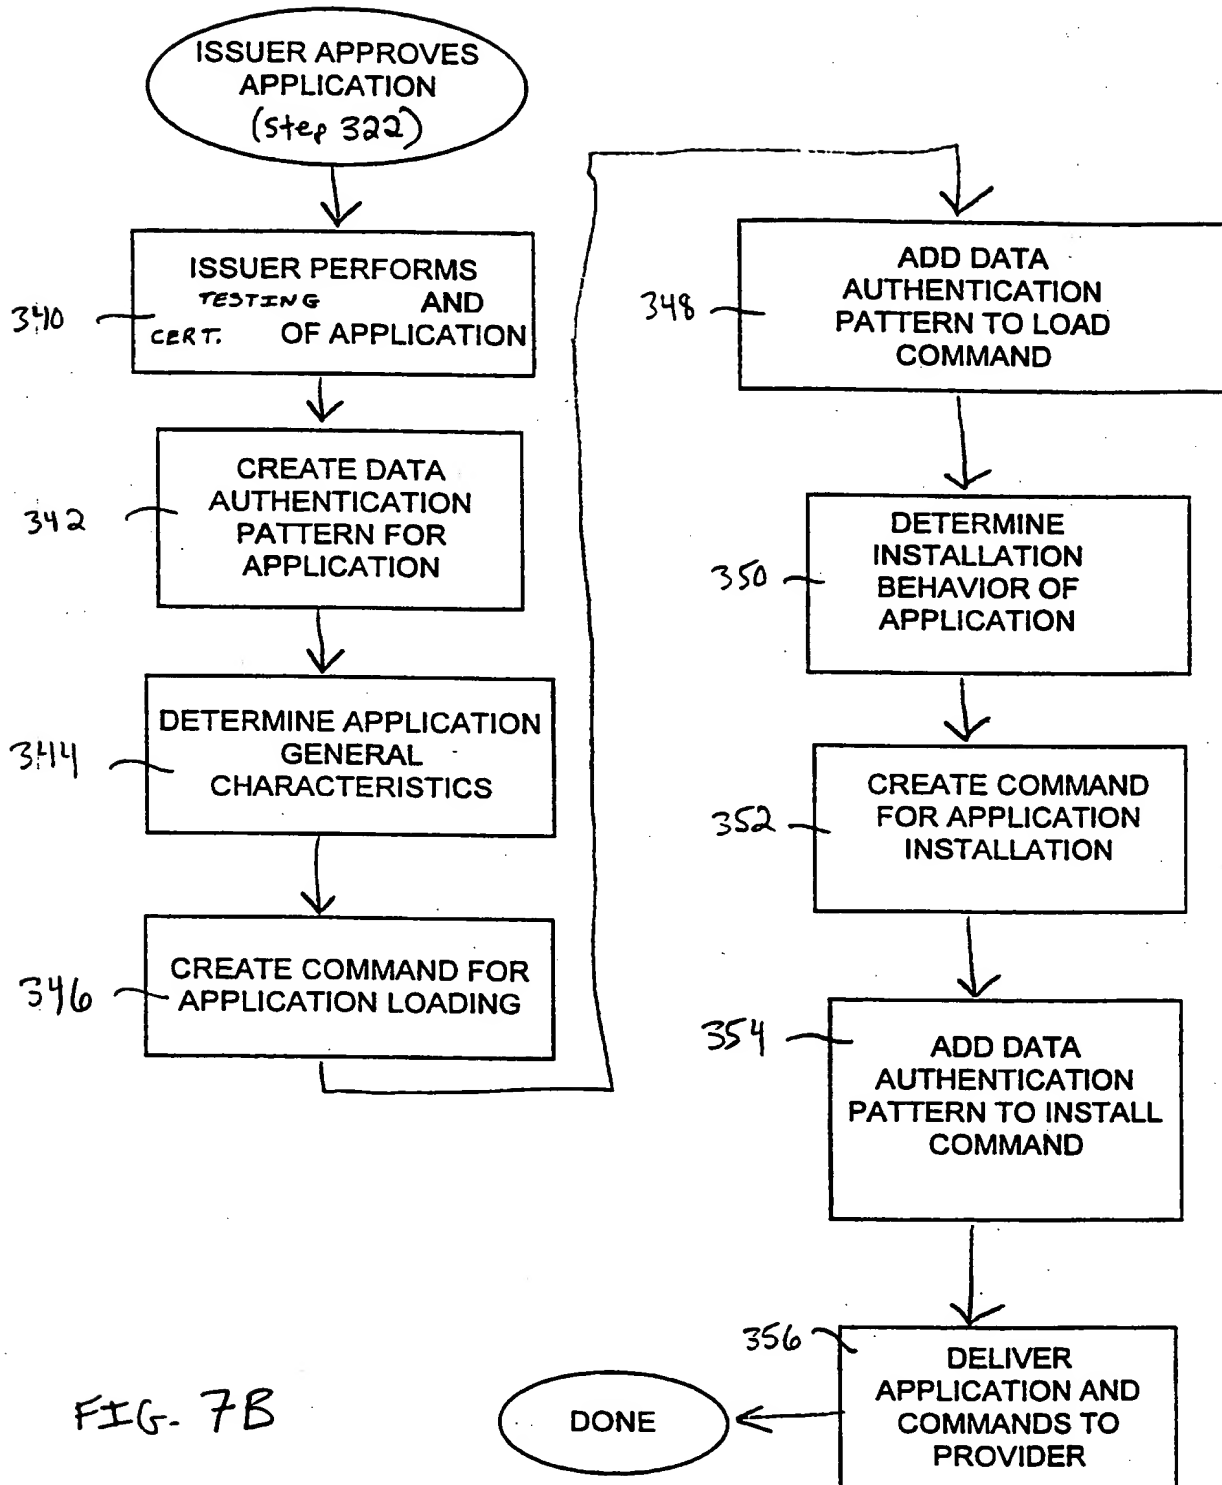 ISSUER APPROVES
APPLICATION
(step 322)
340
ISSUER PERFORMS
TESTING AND
CERT. OF APPLICATION
342
CREATE DATA
AUTHENTICATION
PATTERN FOR
APPLICATION
344
DETERMINE APPLICATION
GENERAL
CHARACTERISTICS
346
CREATE COMMAND FOR
APPLICATION LOADING
348
ADD DATA
AUTHENTICATION
PATTERN TO LOAD
COMMAND
350
DETERMINE
INSTALLATION
BEHAVIOR OF
APPLICATION
352
CREATE COMMAND
FOR APPLICATION
INSTALLATION
354
ADD DATA
AUTHENTICATION
PATTERN TO INSTALL
COMMAND
356
DELIVER
APPLICATION AND
COMMANDS TO
PROVIDER
DONE
FIG. 7B